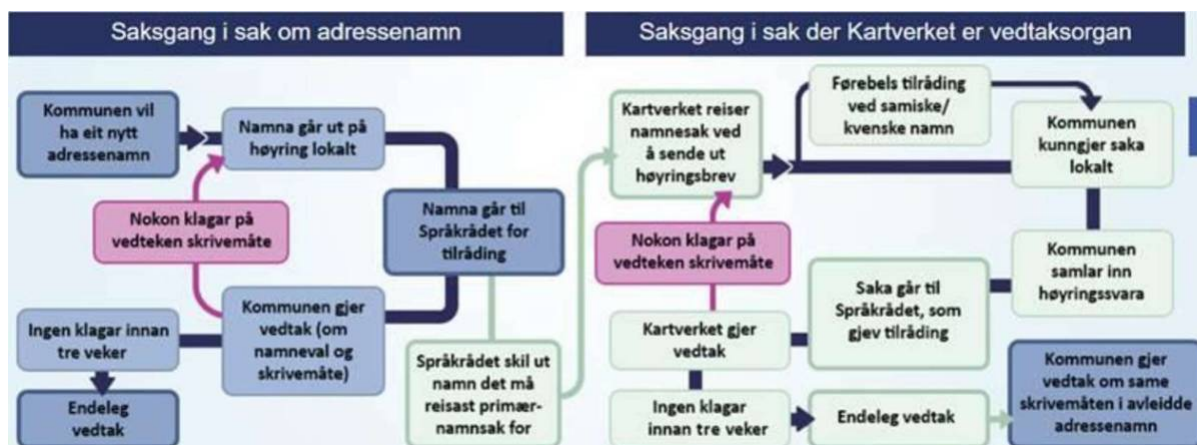 Saksgang i sak om adressenamn
Kommunen vil
ha eit nytt
adressenamn
Namna går ut på
høyring lokalt
Nokon klagar på
vedteken skrivemåte
Namna går til
Språkrådet for
tilråding
Kommunen gjer
vedtak (om
namneval og
skrivemåte)
Ingen klagar innan
tre veker
Endeleg
vedtak
Språkrådet skil ut
namn det må
reisast primær-
namnsak for
Saksgang i sak der Kartverket er vedtaksorgan
Kartverket reiser
namnesak ved
å sende ut
høyringsbrev
Førebels tilråding
ved samiske/
kvenske namn
Kommunen
kunngjer saka
lokalt
Nokon klagar på
vedteken skrivemåte
Kommunen
samlar inn
høyringssvara
Saka går til
Språkrådet, som
gjev tilråding
Kartverket gjer
vedtak
Ingen klagar
innan tre veker
Endeleg vedtak
Kommunen gjer
vedtak om same
skrivemåten i avleidde
adressenamn